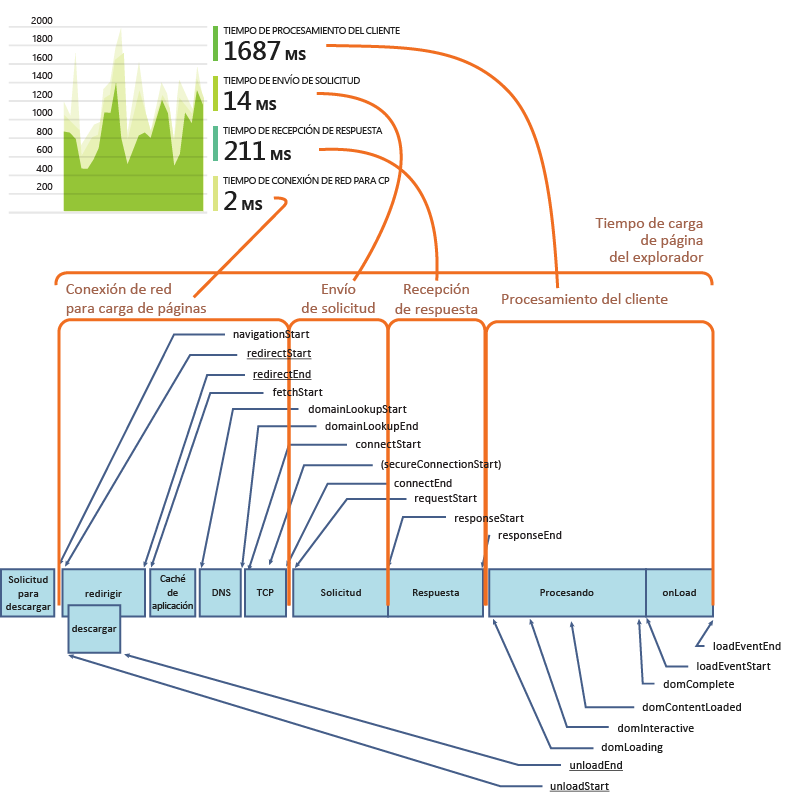 2000
1800
1600
1400
1200
1000
800
600
400
200
TIEMPO DE PROCESAMIENTO DEL CLIENTE
1687 MS
TIEMPO DE ENVÍO DE SOLICITUD
14 MS
TIEMPO DE RECEPCIÓN DE RESPUESTA
211 MS
TIEMPO DE CONEXIÓN DE RED PARA CP
2 MS
Tiempo de carga
de página
del explorador
Conexión de red
para carga de páginas
Envío
de solicitud
Recepción
de respuesta
Procesamiento del cliente
navigationStart
redirectStart
redirectEnd
fetchStart
domainLookupStart
domainLookupEnd
connectStart
(secureConnectionStart)
connectEnd
requestStart
responseStart
responseEnd
Solicitud
para
descargar
redirigir
descargar
Caché
de
aplicación
DNS
TCP
Solicitud
Respuesta
Procesando
onLoad
loadEventEnd
loadEventStart
domComplete
domContentLoaded
domInteractive
domLoading
unloadEnd
unloadStart